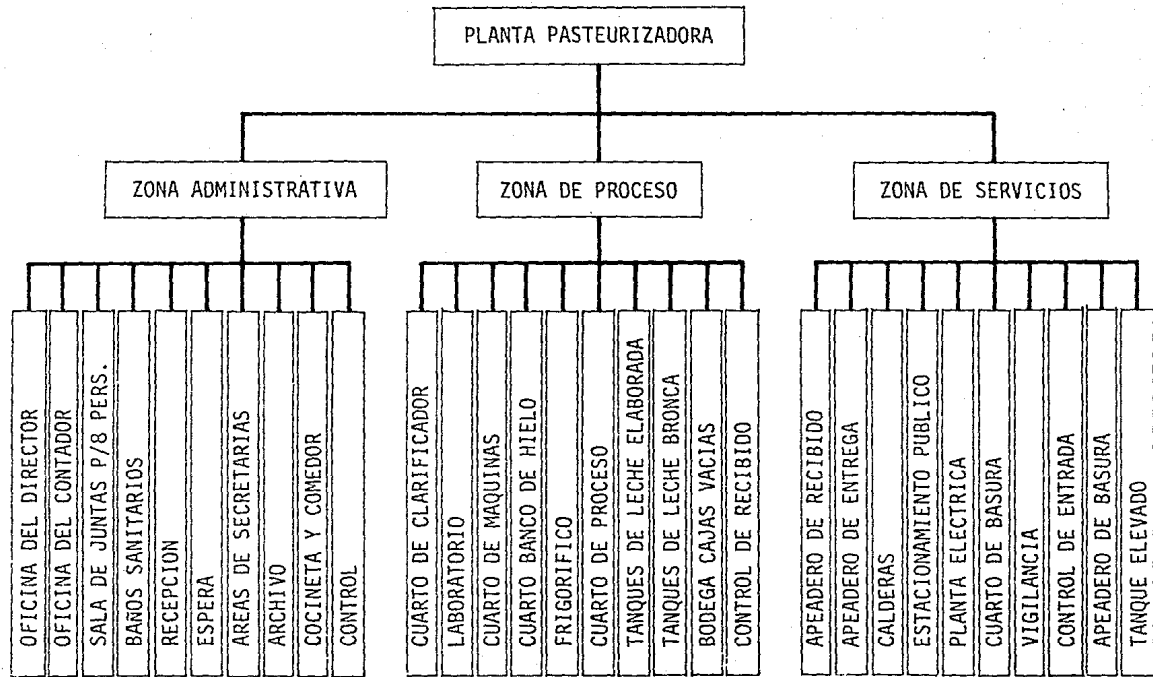 PLANTA PASTEURIZADORA
ZONA ADMINISTRATIVA
ZONA DE PROCESO
ZONA DE SERVICIOS
OFICINA DEL DIRECTOR
OFICINA DEL CONTADOR
SALA DE JUNTAS P/8 PERS.
BAÑOS SANITARIOS
RECEPCION
ESPERA
AREAS DE SECRETARIAS
ARCHIVO
COCINETA Y COMEDOR
CONTROL
CUARTO DE CLARIFICADOR
LABORATORIO
CUARTO DE MAQUINAS
CUARTO BANCO DE HIELO
FRIGORIFICO
CUARTO DE PROCESO
TANQUES DE LECHE ELABORADA
TANQUES DE LECHE BRONCA
BODEGA CAJAS VACIAS
CONTROL DE RECIBIDO
APEADERO DE RECIBIDO
APEADERO DE ENTREGA
CALDERAS
ESTACIONAMIENTO PUBLICO
PLANTA ELECTRICA
CUARTO DE BASURA
VIGILANCIA
CONTROL DE ENTRADA
APEADERO DE BASURA
TANQUE ELEVADO